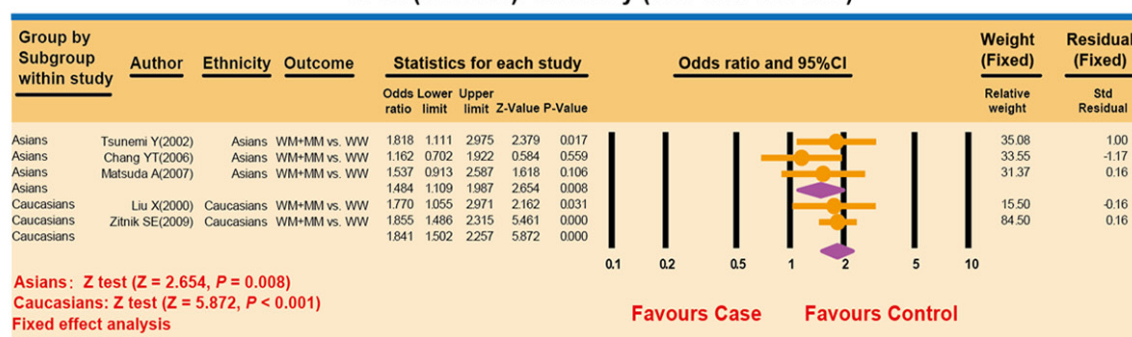 Group by
Subgroup
within study
Author Ethnicity Outcome Statistics for each study Odds ratio and 95%CI Weight
(Fixed) Residual
(Fixed)
Odds
ratio Lower
limit Upper
limit Z-Value P-Value Relative
weight Std
Residual
Asians Tsunemi Y(2002) Asians WM+MM vs. WW 1.818 1.111 2.975 2.379 0.017 35.08 1.00
Asians Chang YT(2006) Asians WM+MM vs. WW 1.162 0.702 1.922 0.584 0.559 33.55 -1.17
Asians Matsuda A(2007) Asians WM+MM vs. WW 1.537 0.913 2.587 1.618 0.106 31.37 0.16
Asians 1.484 1.109 1.987 2.654 0.008
Caucasians Liu X(2000) Caucasians WM+MM vs. WW 1.770 1.055 2.971 2.162 0.031 15.50 -0.16
Caucasians Zitnik SE(2009) Caucasians WM+MM vs. WW 1.855 1.486 2.315 5.461 0.000 84.50 0.16
Caucasians 1.841 1.502 2.257 5.872 0.000
0.1 0.2 0.5 1 2 5 10
Asians: Z test (Z = 2.654, P = 0.008)
Caucasians: Z test (Z = 5.872, P < 0.001)
Fixed effect analysis
Favours Case Favours Control